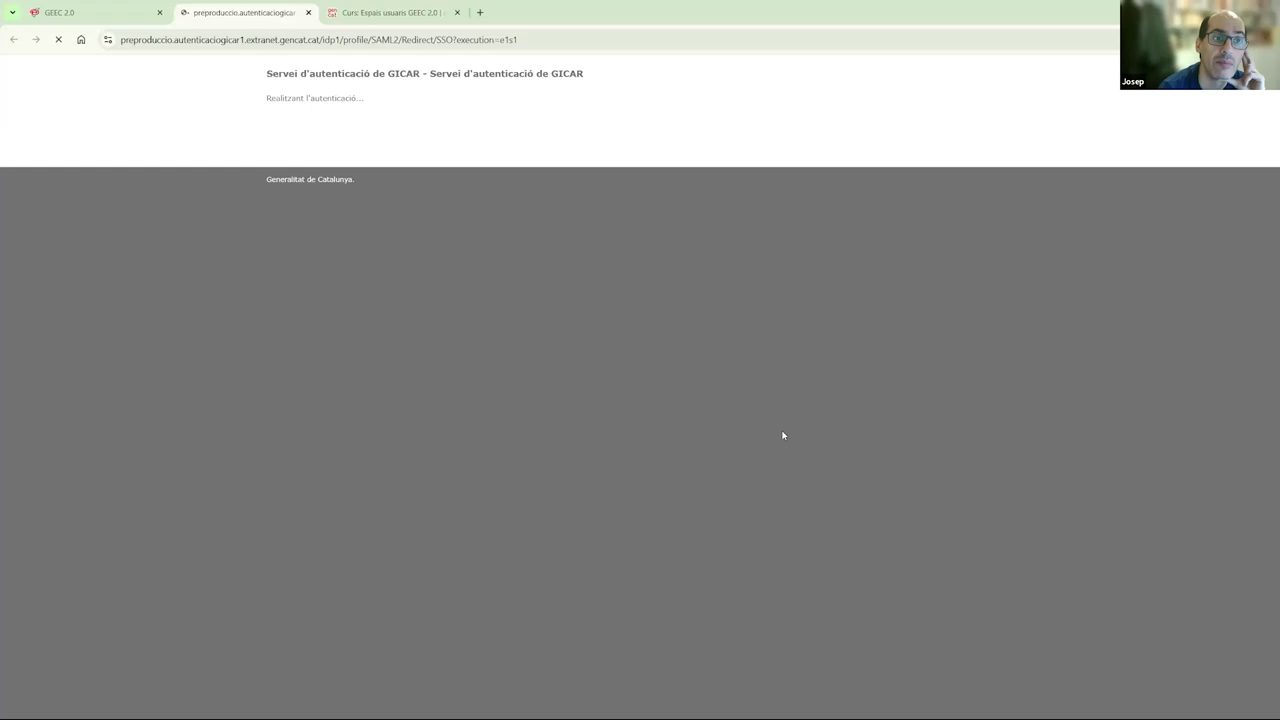 GEEC 2.0
preproduccio.autenticaciogicar
Curs: Espais usuaris GEEC 2.0 |
preproduccio.autenticaciogicar1.extranet.gencat.cat/idp1/profile/SAML2/Redirect/SSO?execution=e1s1
Servei d'autenticació de GICAR - Servei d'autenticació de GICAR
Josep
Realitzant l'autenticació...
Generalitat de Catalunya.